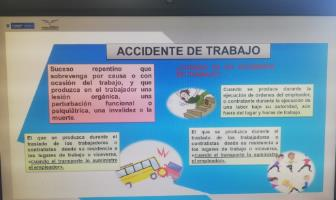 ACCIDENTE DE TRABAJO
Suceso repentino que
sobrevenga por causa o con
ocasión del trabajo, y que
produzca en el trabajador una
lesión orgánica, una
perturbación funcional o
psiquiátrica, una invalidez o la
muerte.
Cuando se produce durante la
ejecución de órdenes del empleador,
o contratante durante la ejecución de
una labor bajo su autoridad, aún
fuera del lugar y horas de trabajo.
El que se produzca durante el
traslado de los trabajadores o
contratistas desde su residencia a
los lugares de trabajo o viceversa,
«cuando el transporte lo suministre
el empleador».
El que se produzca durante el
traslado de los trabajadores o
contratistas desde su residencia a
los lugares de trabajo o viceversa,
«cuando el transporte lo suministre
el empleador».